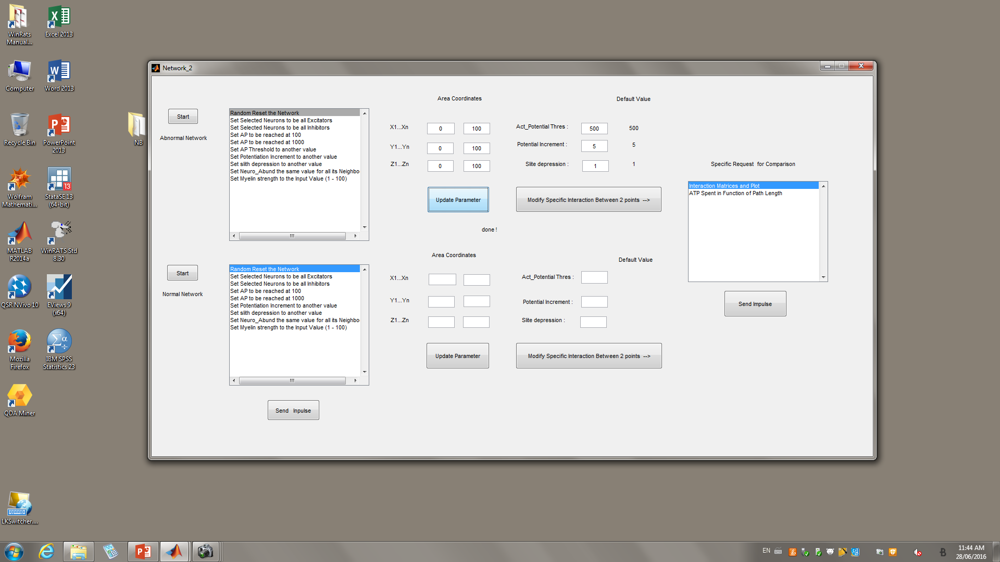 WinRats
Manual...
Excel 2013
Computer
Word 2013
Recycle Bin
PowerPoint
2013
NB
Wolfram
Mathemati...
StataSE 13
(64-bit)
13
MATLAB
R2014a
WinRATS Std
8.30
QSR NVivo 10
EViews 9
(x64)
Mozilla
Firefox
IBM SPSS
Statistics 23
QDA Miner
LKSwitcher....
Network_2
Start
Abnormal Network
Random Reset the Network
Set Selected Neurons to be all Excitators
Set Selected Neurons to be all Inhibitors
Set AP to be reached at 100
Set AP to be reached at 1000
Set AP Threshold to another value
Set Potentiation Increment to another value
Set slith depression to another value
Set Neuro_Abund the same value for all its Neighbo
Set Myelin strength to the Input Value (1 - 100)
Area Coordinates
X1...Xn 0 100
Y1...Yn 0 100
Z1...Zn 0 100
Update Parameter
done !
Default Value
Act_Potential Thres : 500 500
Potential Increment : 5 5
Slite depression : 1 1
Modify Specific Interaction Between 2 points -->
Specific Request for Comparison
Interaction Matrices and Plot
ATP Spent in Function of Path Length
Send Impulse
Start
Normal Network
Random Reset the Network
Set Selected Neurons to be all Excitators
Set Selected Neurons to be all Inhibitors
Set AP to be reached at 100
Set AP to be reached at 1000
Set Potentiation Increment to another value
Set slith depression to another value
Set Neuro_Abund the same value for all its Neighbo
Set Myelin strength to the Input Value (1 - 100)
Send Inpulse
Area Coordinates
X1...Xn
Y1...Yn
Z1...Zn
Update Parameter
Default Value
Act_Potential Thres :
Potential Increment :
Slite depression :
Modify Specific Interaction Between 2 points -->
EN
11:44 AM
28/06/2016